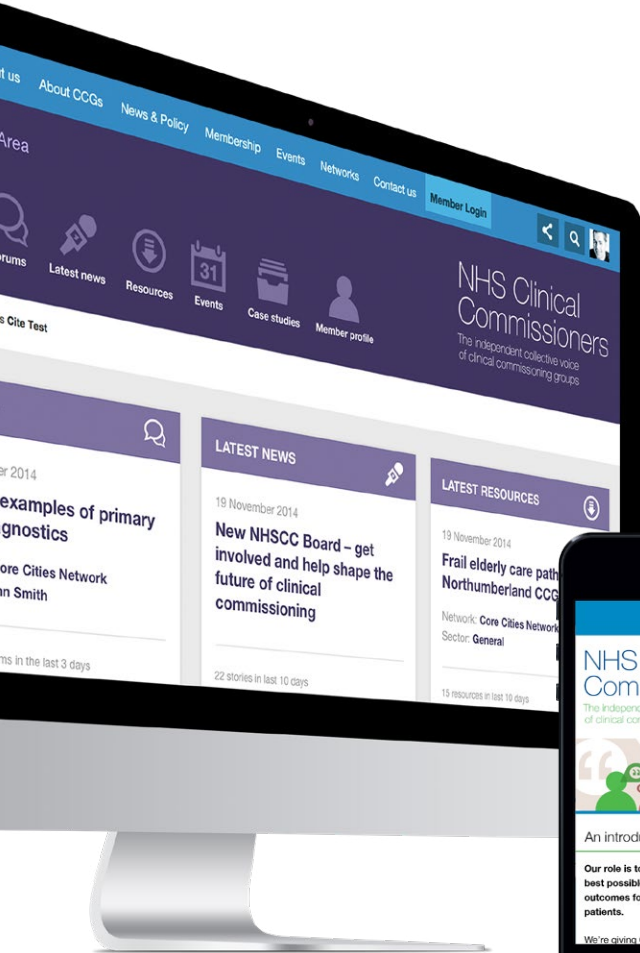 t us
About CCGs
News & Policy
Membership
Events
Networks
Contact us
Member Login
Area
rums
Latest news
Resources
31
Events
Case studies
Member profile
NHS Clinical
Commissioners
The independent collective voice
of clinical commissioning groups
s Cite Test
er 2014
examples of primary
gnostics
ore Cities Network
nn Smith
ms in the last 3 days
LATEST NEWS
19 November 2014
New NHSCC Board – get
involved and help shape the
future of clinical
commissioning
22 stories in last 10 days
LATEST RESOURCES
19 November 2014
Frail elderly care path
Northumberland CCG
Network: Core Cities Network
Sector: General
15 resources in last 10 days
NHS
Com
The independ
of clinical com
An introdu
Our role is to
best possible
outcomes fo
patients.
We're giving